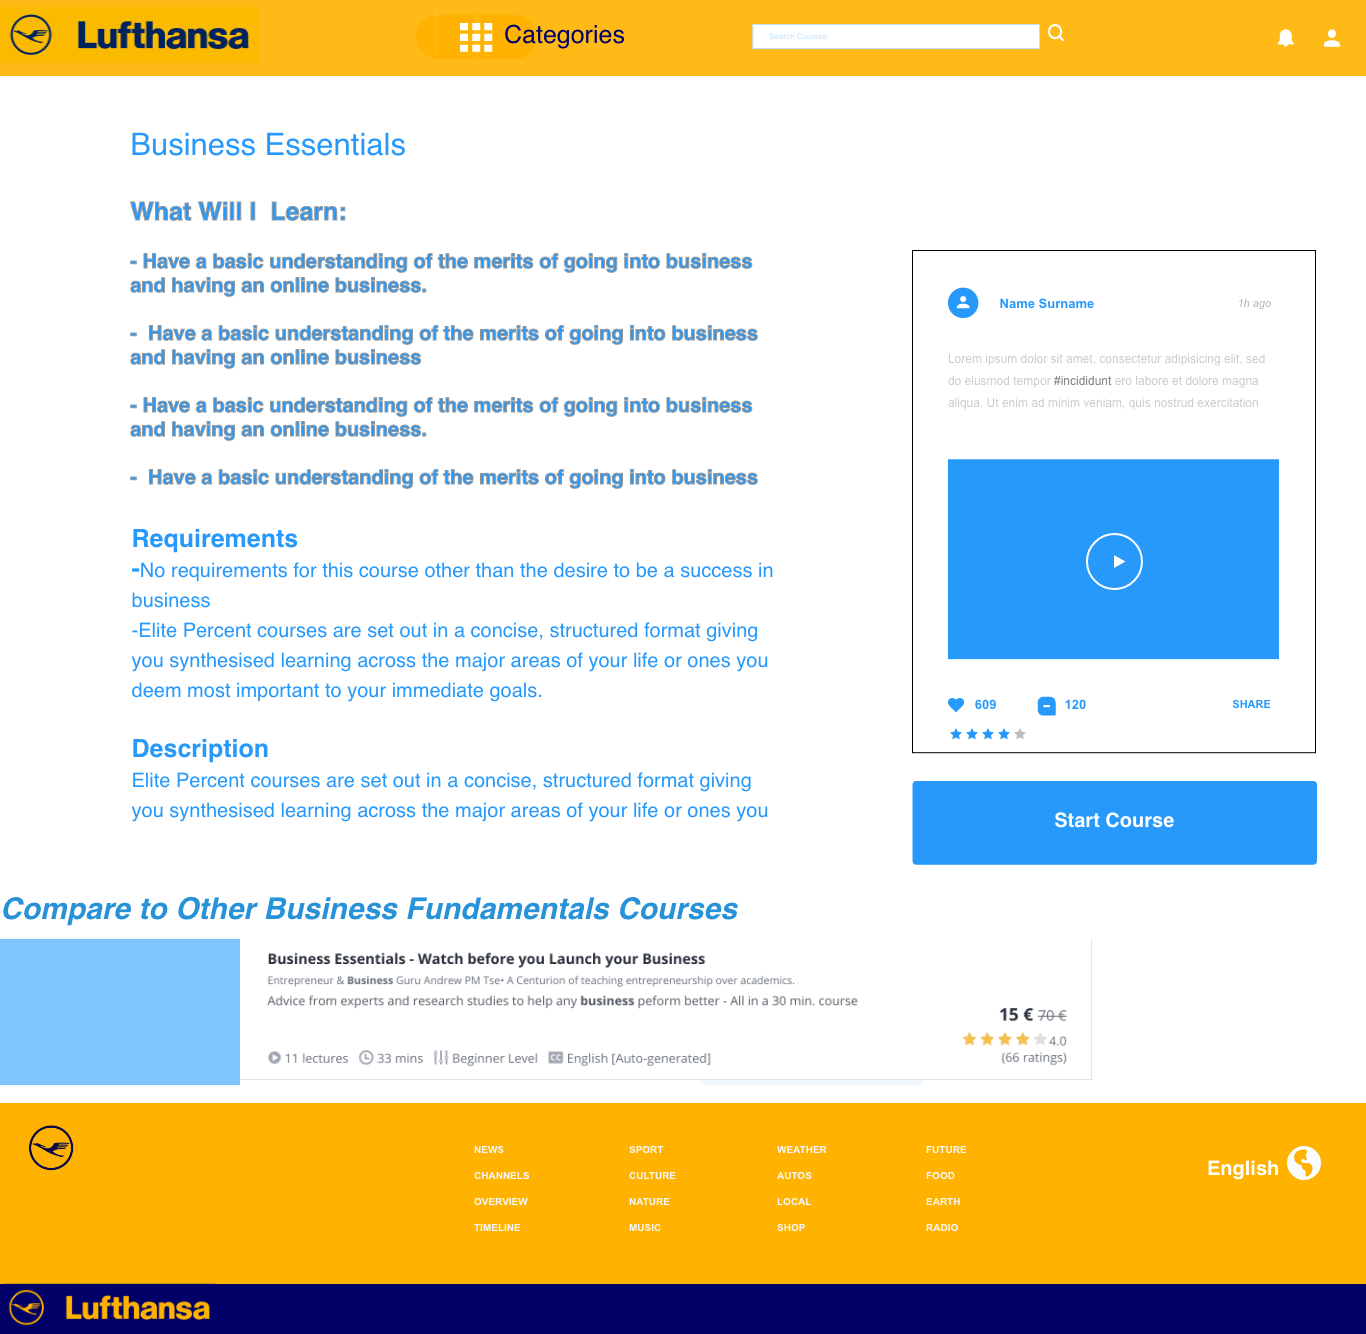 Lufthansa
Categories
Search Courese
Business Essentials
What Will I  Learn:
- Have a basic understanding of the merits of going into business
and having an online business.
-  Have a basic understanding of the merits of going into business
and having an online business
- Have a basic understanding of the merits of going into business
and having an online business.
-  Have a basic understanding of the merits of going into business
Requirements
-No requirements for this course other than the desire to be a success in
business
-Elite Percent courses are set out in a concise, structured format giving
you synthesised learning across the major areas of your life or ones you
deem most important to your immediate goals.
Description
Elite Percent courses are set out in a concise, structured format giving
you synthesised learning across the major areas of your life or ones you
Name Surname
1h ago
Lorem ipsum dolor sit amet, consectetur adipisicing elit, sed
do eiusmod tempor #incididunt ero labore et dolore magna
aliqua. Ut enim ad minim veniam, quis nostrud exercitation
609 120 SHARE
Start Course
Compare to Other Business Fundamentals Courses
Business Essentials - Watch before you Launch your Business
Entrepreneur & Business Guru Andrew PM Tse• A Centurion of teaching entrepreneurship over academics.
Advice from experts and research studies to help any business peform better - All in a 30 min. course
15 € 70 €
4.0
(66 ratings)
11 lectures 33 mins Beginner Level CC English [Auto-generated]
NEWS SPORT WEATHER FUTURE
CHANNELS CULTURE AUTOS FOOD
OVERVIEW NATURE LOCAL EARTH
TIMELINE MUSIC SHOP RADIO
English
Lufthansa